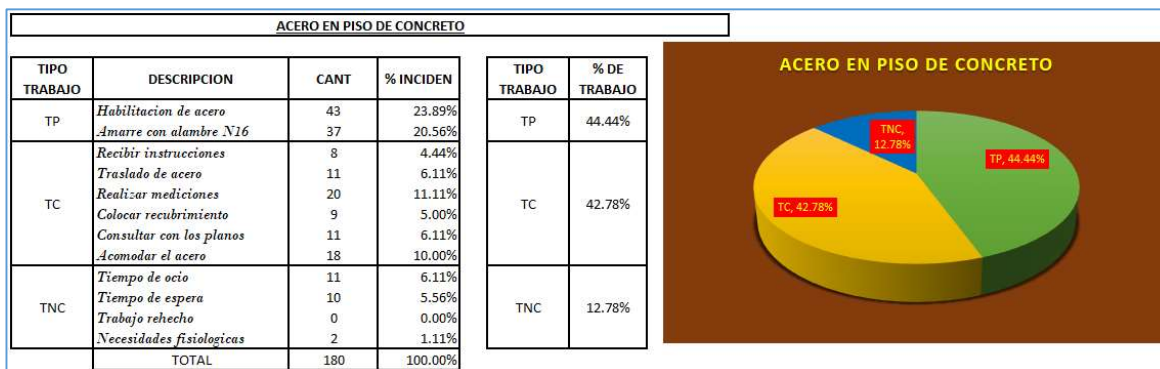 ACERO EN PISO DE CONCRETO
TIPO TRABAJO DESCRIPCION CANT % INCIDEN
TP
Habilitacion de acero 43 23.89%
Amarre con alambre N16 37 20.56%
TC
Recibir instrucciones 8 4.44%
Traslado de acero 11 6.11%
Realizar mediciones 20 11.11%
Colocar recubrimiento 9 5.00%
Consultar con los planos 11 6.11%
Acomodar el acero 18 10.00%
TNC
Tiempo de ocio 11 6.11%
Tiempo de espera 10 5.56%
Trabajo rehecho 0 0.00%
Necesidades fisiologicas 2 1.11%
TOTAL 180 100.00%
TIPO TRABAJO % DE TRABAJO
TP 44.44%
TC 42.78%
TNC 12.78%
ACERO EN PISO DE CONCRETO
TNC,
12.78%
TP, 44.44%
TC, 42.78%